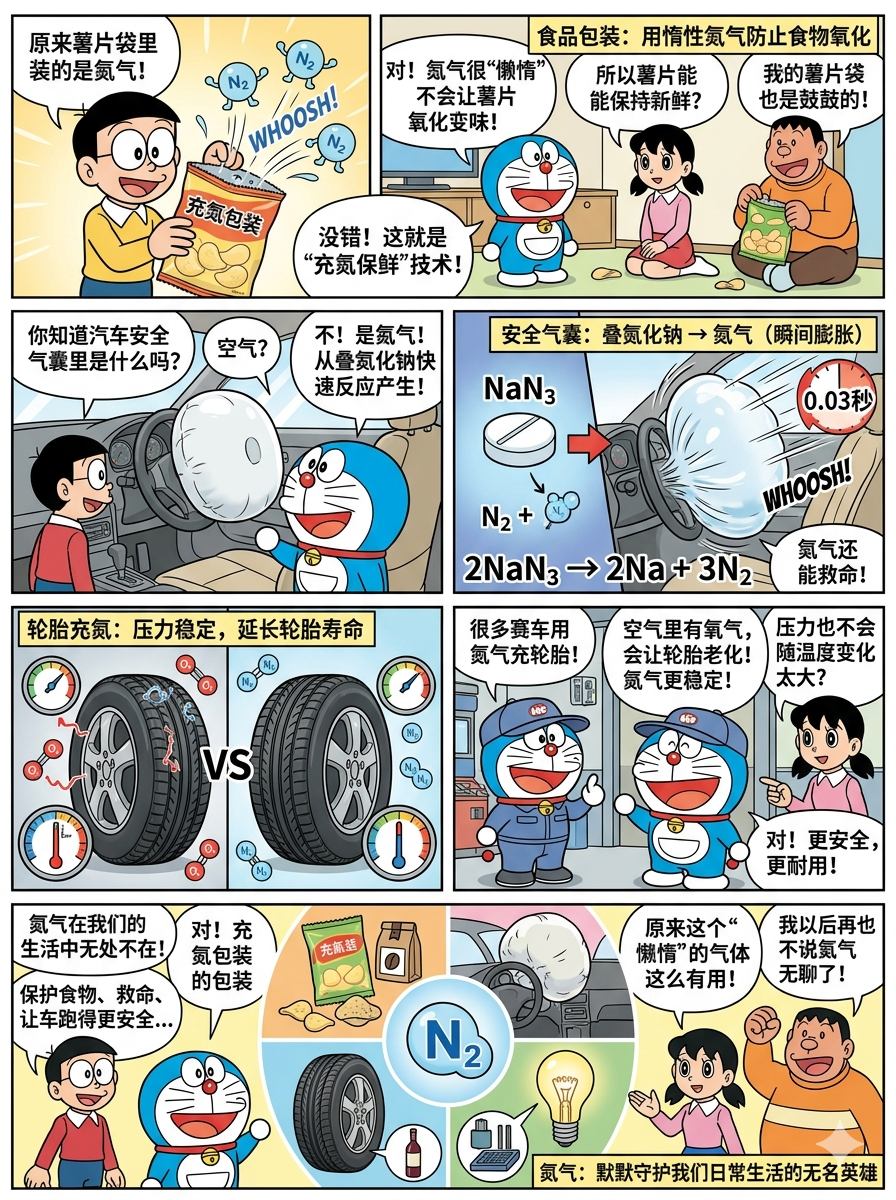 原来薯片袋里
装的是氮气！
N2
N2
N2
WHOOSH!
充氮包装
食品包装：用惰性氮气防止食物氧化
对！氮气很“懒惰”
不会让薯片
氧化变味！
所以薯片能
能保持新鲜？
我的薯片袋
也是鼓鼓的！
没错！这就是
“充氮保鲜”技术！
你知道汽车安全
气囊里是什么吗？
空气？
不！是氮气！
从叠氮化钠快
速反应产生！
安全气囊：叠氮化钠 → 氮气（瞬间膨胀）
NaN3
0.03秒
N2 +
WHOOSH!
2NaN3 → 2Na + 3N2
氮气还
能救命！
轮胎充氮：压力稳定，延长轮胎寿命
VS
很多赛车用
氮气充轮胎！
空气里有氧气，
会让轮胎老化！
氮气更稳定！
压力也不会
随温度变化
太大？
对！更安全，
更耐用！
氮气在我们的
生活中无处不在！
对！充
氮包装
的包装
保护食物、救命、
让车跑得更安全...
N2
原来这个“
懒惰”的气体
这么有用！
我以后再也
不说氮气
无聊了！
氮气：默默守护我们日常生活的无名英雄